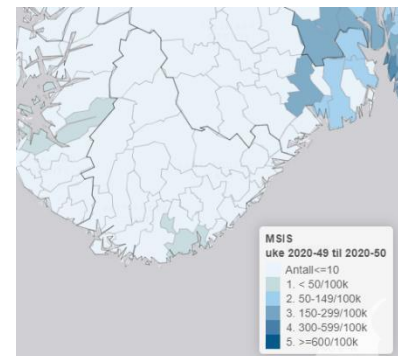 MSIS
uke 2020-49 til 2020-50
Antall<=10
1. < 50/100k
2. 50-149/100k
3. 150-299/100k
4. 300-599/100k
5. >=600/100k